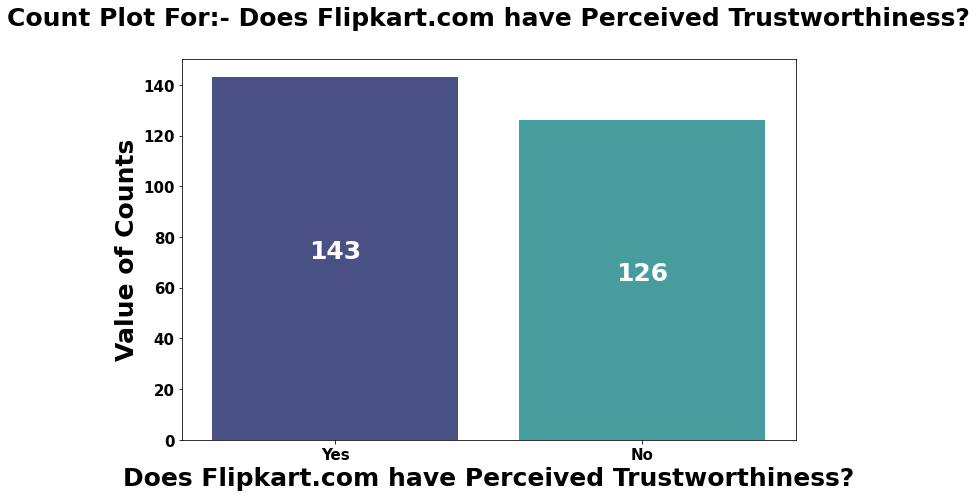 Count Plot For:- Does Flipkart.com have Perceived Trustworthiness?
Value of Counts
140
120
100
80
60
40
20
0
143
126
Yes No
Does Flipkart.com have Perceived Trustworthiness?